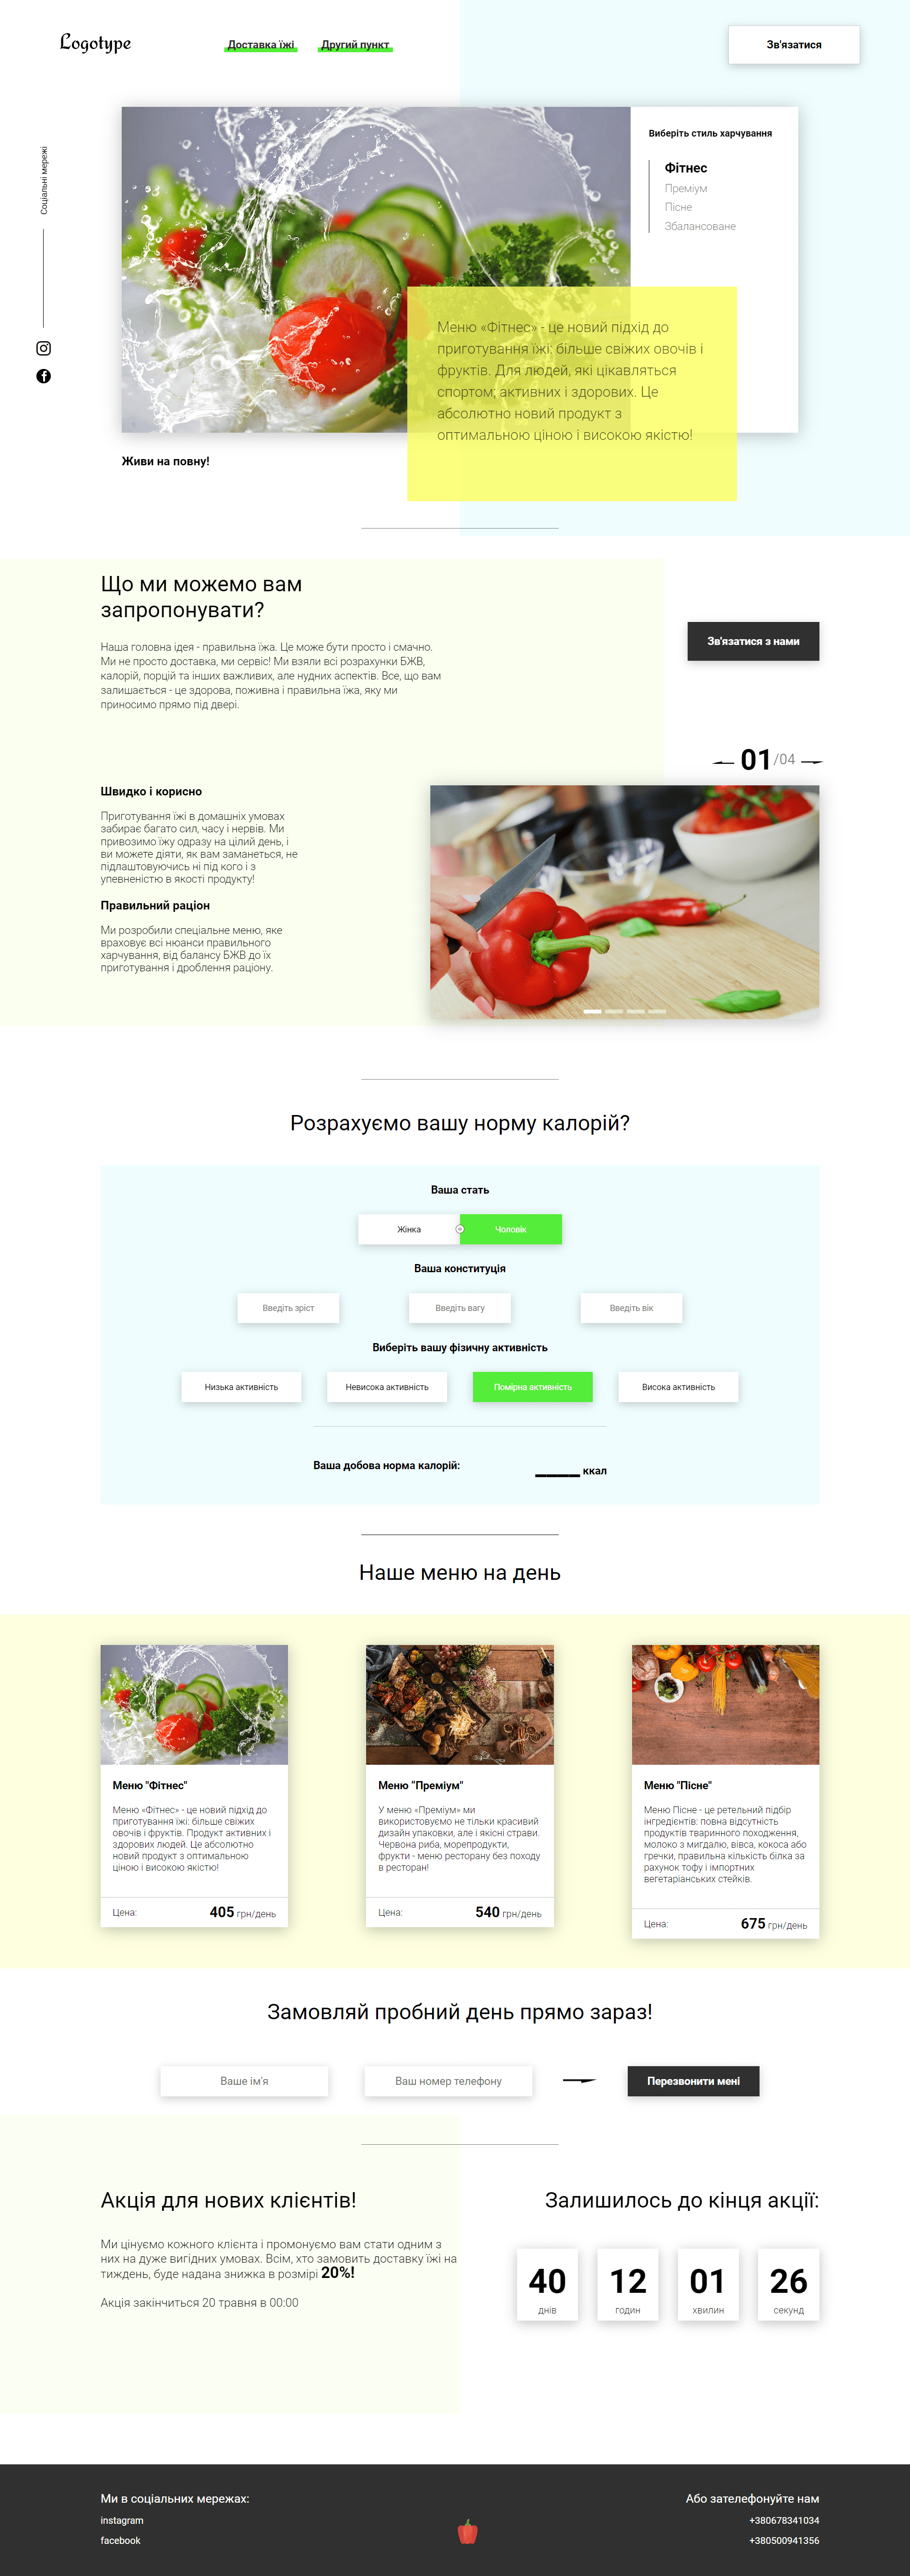 Logotype
Доставка їжі
Другий пункт
Зв'язатися
Соціальні мережі
Виберіть стиль харчування
Фітнес
Преміум
Пісне
Збалансоване
Меню «Фітнес» - це новий підхід до
приготування їжі: більше свіжих овочів і
фруктів. Для людей, які цікавляться
спортом; активних і здорових. Це
абсолютно новий продукт з
оптимальною ціною і високою якістю!
Живи на повну!
Що ми можемо вам
запропонувати?
Наша головна ідея - правильна їжа. Це може бути просто і смачно.
Ми не просто доставка, ми сервіс! Ми взяли всі розрахунки БЖВ,
калорій, порцій та інших важливих, але нудних аспектів. Все, що вам
залишається - це здорова, поживна і правильна їжа, яку ми
приносимо прямо під двері.
Зв'язатися з нами
01/04
Швидко і корисно
Приготування їжі в домашніх умовах
забирає багато сил, часу і нервів. Ми
привозимо їжу одразу на цілий день, і
ви можете діяти, як вам заманеться, не
підлаштовуючись ні під кого і з
упевненістю в якості продукту!
Правильний раціон
Ми розробили спеціальне меню, яке
враховує всі нюанси правильного
харчування, від балансу БЖВ до їх
приготування і дроблення раціону.
Розрахуємо вашу норму калорій?
Ваша стать
Жінка
Чоловік
Ваша конституція
Введіть зріст
Введіть вагу
Введіть вік
Виберіть вашу фізичну активність
Низька активність
Невисока активність
Помірна активність
Висока активність
Ваша добова норма калорій:
____ ккал
Наше меню на день
Меню "Фітнес"
Меню «Фітнес» - це новий підхід до
приготування їжі: більше свіжих
овочів і фруктів. Продукт активних і
здорових людей. Це абсолютно
новий продукт з оптимальною
ціною і високою якістю!
Цена:
405 грн/день
Меню “Преміум”
У меню «Преміум» ми
використовуємо не тільки красивий
дизайн упаковки, але і якісні страви.
Червона риба, морепродукти,
фрукти - меню ресторану без походу
в ресторан!
Цена:
540 грн/день
Меню "Пісне"
Меню Пісне - це ретельний підбір
інгредієнтів: повна відсутність
продуктів тваринного походження,
молоко з мигдалю, вівса, кокоса або
гречки, правильна кількість білка за
рахунок тофу і імпортних
вегетаріанських стейків.
Цена:
675 грн/день
Замовляй пробний день прямо зараз!
Ваше ім'я
Ваш номер телефону
Перезвонити мені
Акція для нових клієнтів!
Ми цінуємо кожного клієнта і промонуємо вам стати одним з
них на дуже вигідних умовах. Всім, хто замовить доставку їжі на
тиждень, буде надана знижка в розмірі 20%!
Акція закінчиться 20 травня в 00:00
Залишилось до кінця акції:
40
днів
12
годин
01
хвилин
26
секунд
Ми в соціальних мережах:
instagram
facebook
Або зателефонуйте нам
+380678341034
+380500941356